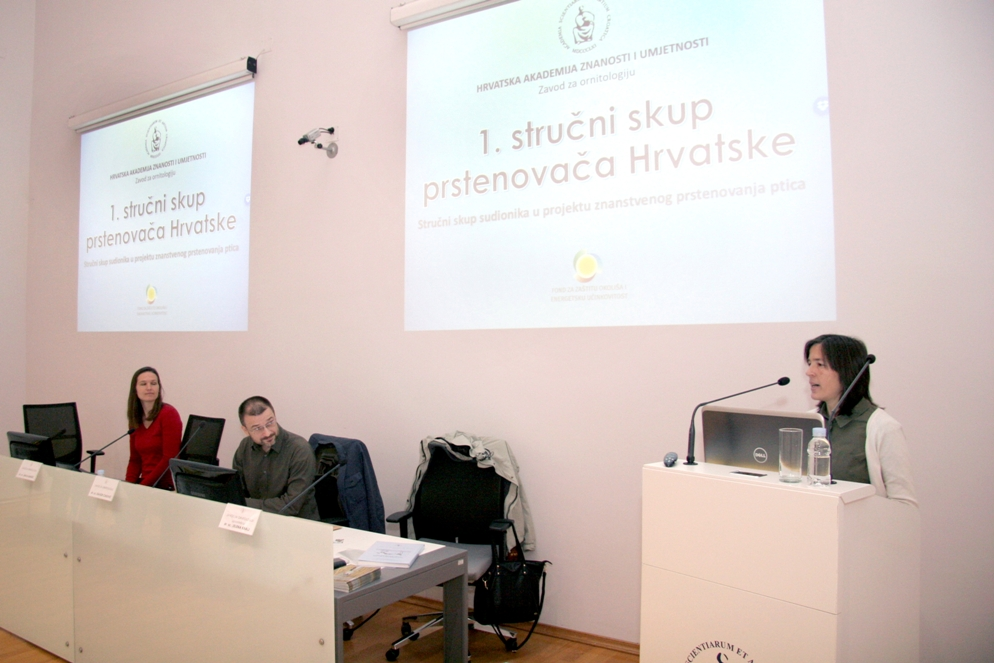 HRVATSKA AKADEMIJA ZNANOSTI I UMJETNOSTI
Zavod za ornitologiju
1. stručni skup
prstenovača Hrvatske
Stručni skup sudionika u projektu znanstvenog prstenovanja ptica
HRVATSKA AKADEMIJA ZNANOSTI I UMJETNOSTI
Zavod za ornitologiju
1. stručni skup
prstenovača Hrvatske
Stručni skup sudionika u projektu znanstvenog prstenovanja ptica
DELL
SCIENTIARUM ET A